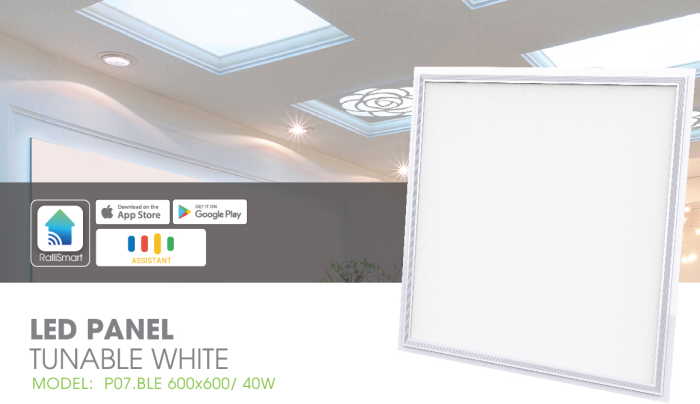 Download on the
App Store
GET IT ON
Google Play
RalliSmart
ASSISTANT
LED PANEL
TUNABLE WHITE
MODEL: P07.BLE 600x600/ 40W